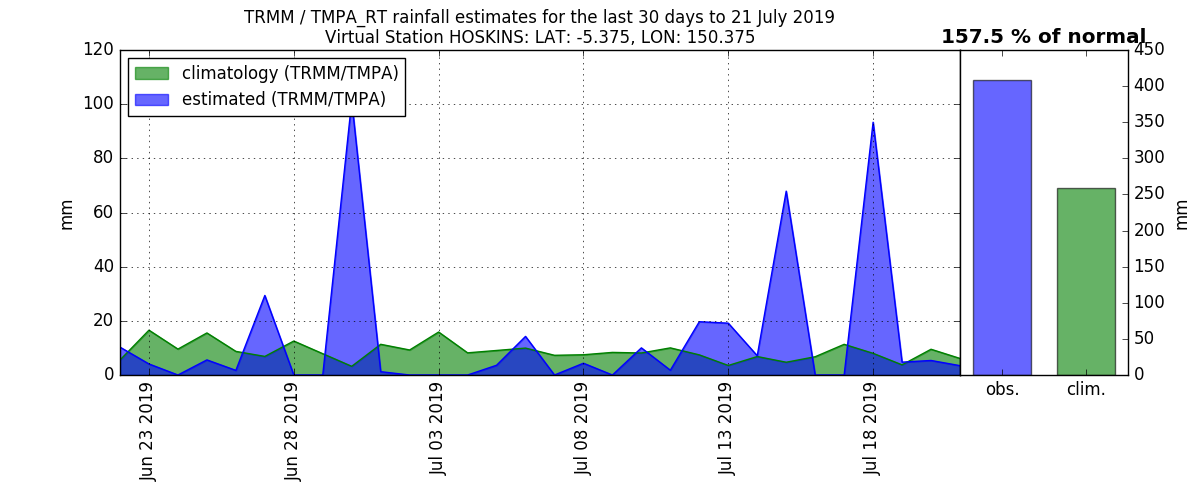 TRMM / TMPA_RT rainfall estimates for the last 30 days to 21 July 2019
Virtual Station HOSKINS: LAT: -5.375, LON: 150.375
157.5 % of normal
climatology (TRMM/TMPA)
estimated (TRMM/TMPA)
120
100
80
60
40
20
0
mm
Jun 23 2019
Jun 28 2019
Jul 03 2019
Jul 08 2019
Jul 13 2019
Jul 18 2019
450
400
350
300
250
200
150
100
50
0
mm
obs.
clim.